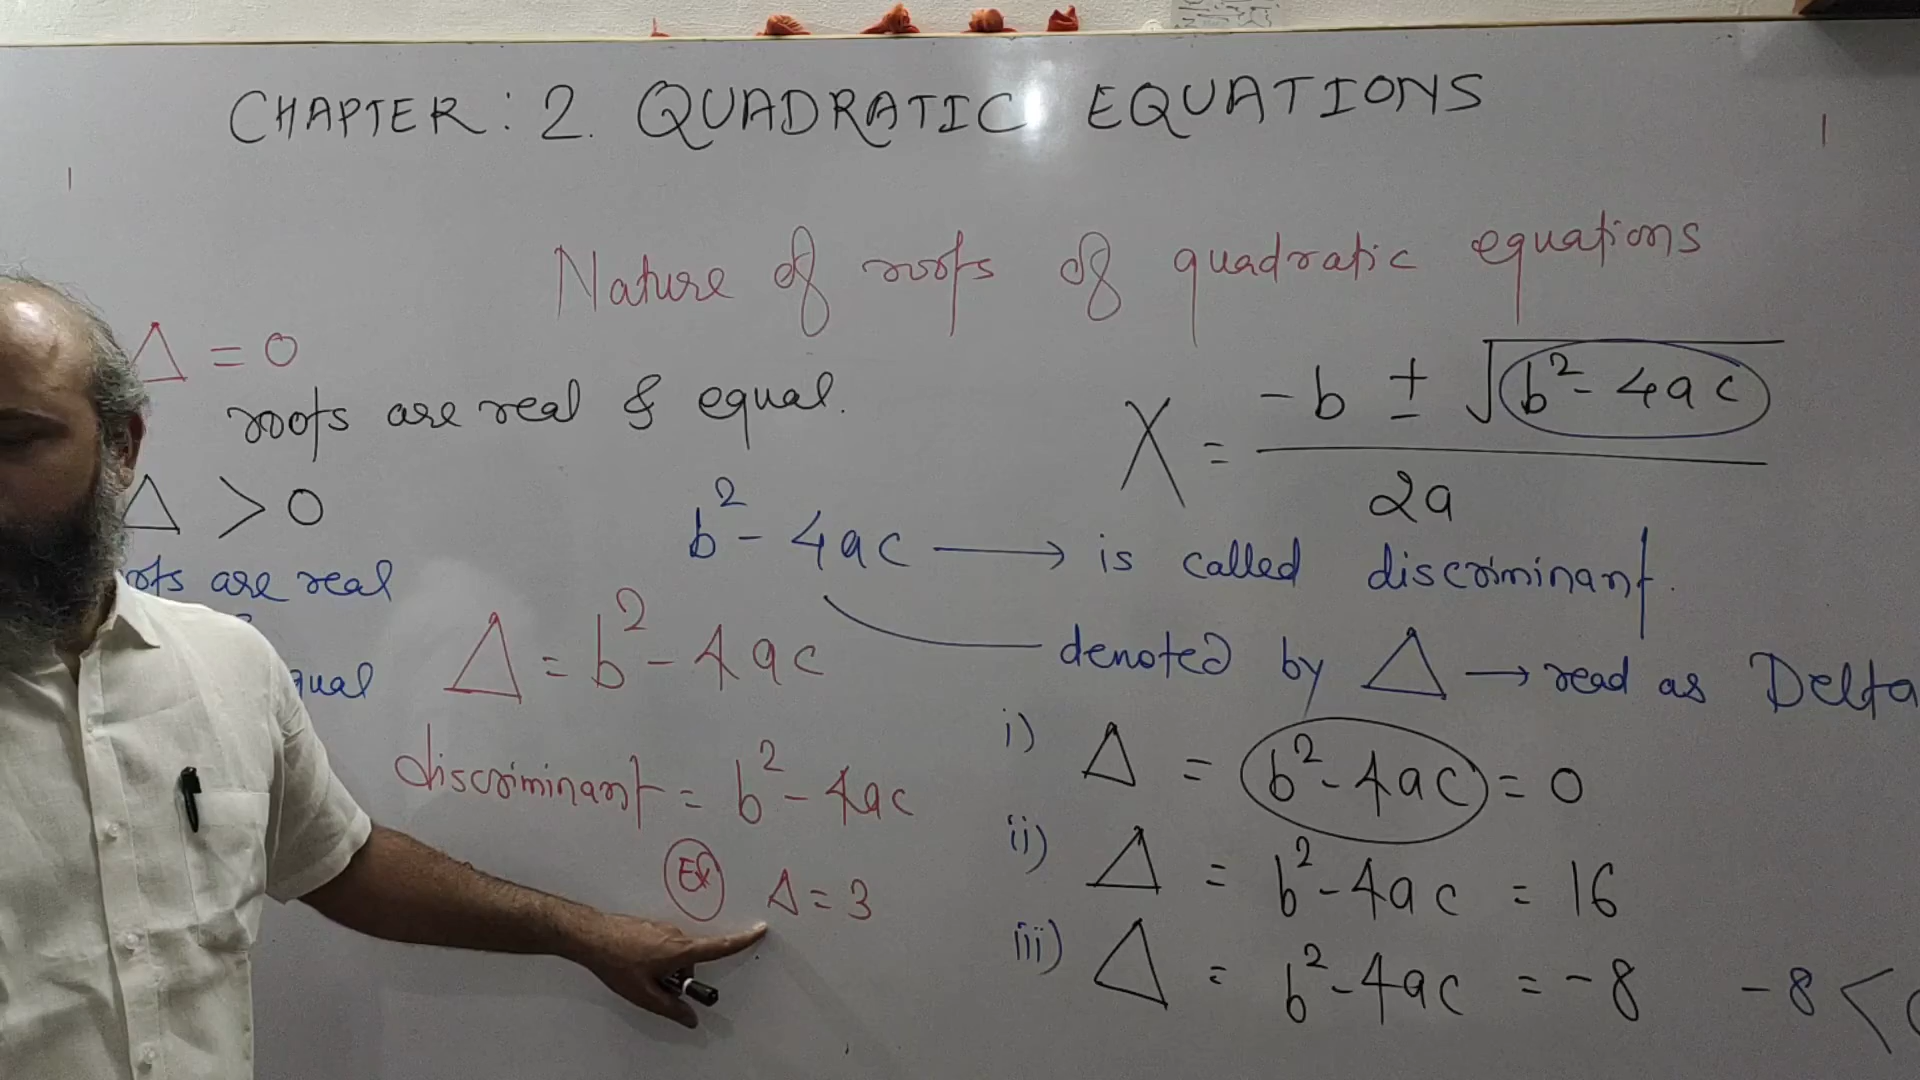 CHAPTER: 2. QUADRATIC EQUATIONS
Nature of roots of quadratic equations
Δ = 0
roots are real & equal.
X = -b ± √b²-4ac / 2a
Δ > 0
b²-4ac → is called discriminant.
are real
Δ = b²-4ac
denoted by Δ → read as Delta
discriminant = b²-4ac
i) Δ = b²-4ac = 0
Ex Δ = 3
ii) Δ = b²-4ac = 16
iii) Δ = b²-4ac = -8 -8 <